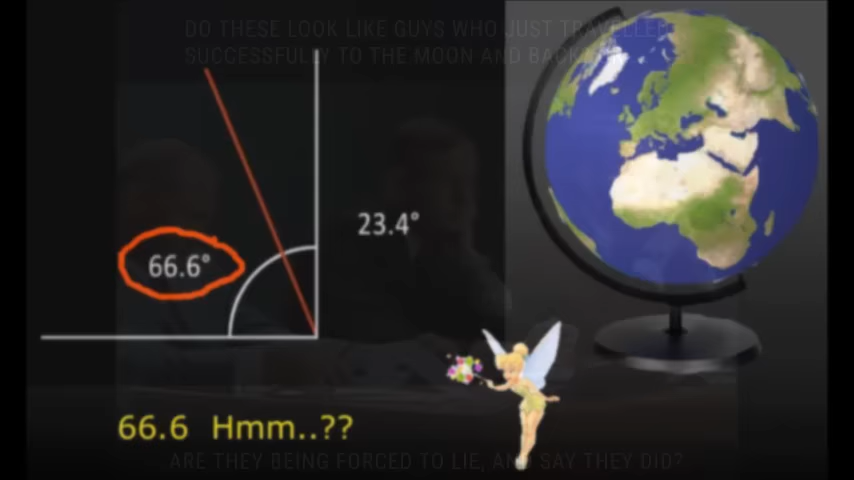 DO THESE LOOK LIKE GUYS WHO JUST TRAVELLED
SUCCESSFULLY TO THE MOON AND BACK
23.4°
66.6°
66.6 Hmm..??
ARE THEY BEING FORCED TO LIE, AND SAY THEY DID?